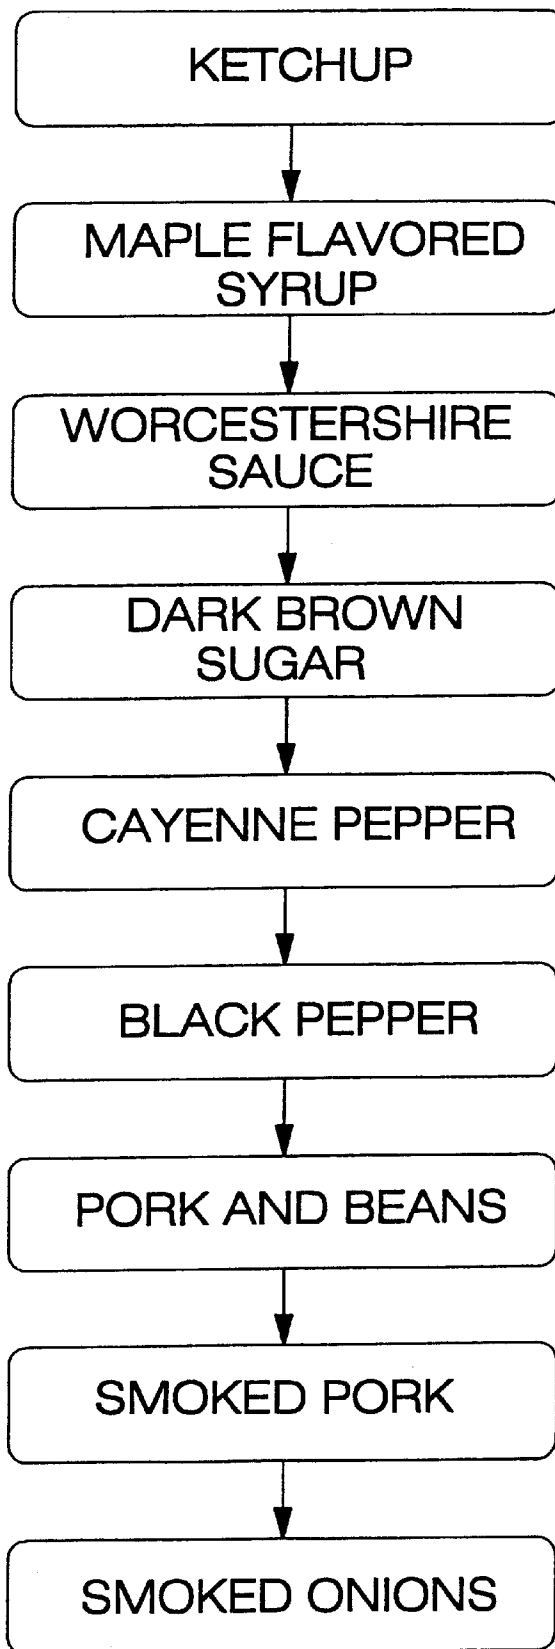 KETCHUP
MAPLE FLAVORED
SYRUP
WORCESTERSHIRE
SAUCE
DARK BROWN
SUGAR
CAYENNE PEPPER
BLACK PEPPER
PORK AND BEANS
SMOKED PORK
SMOKED ONIONS